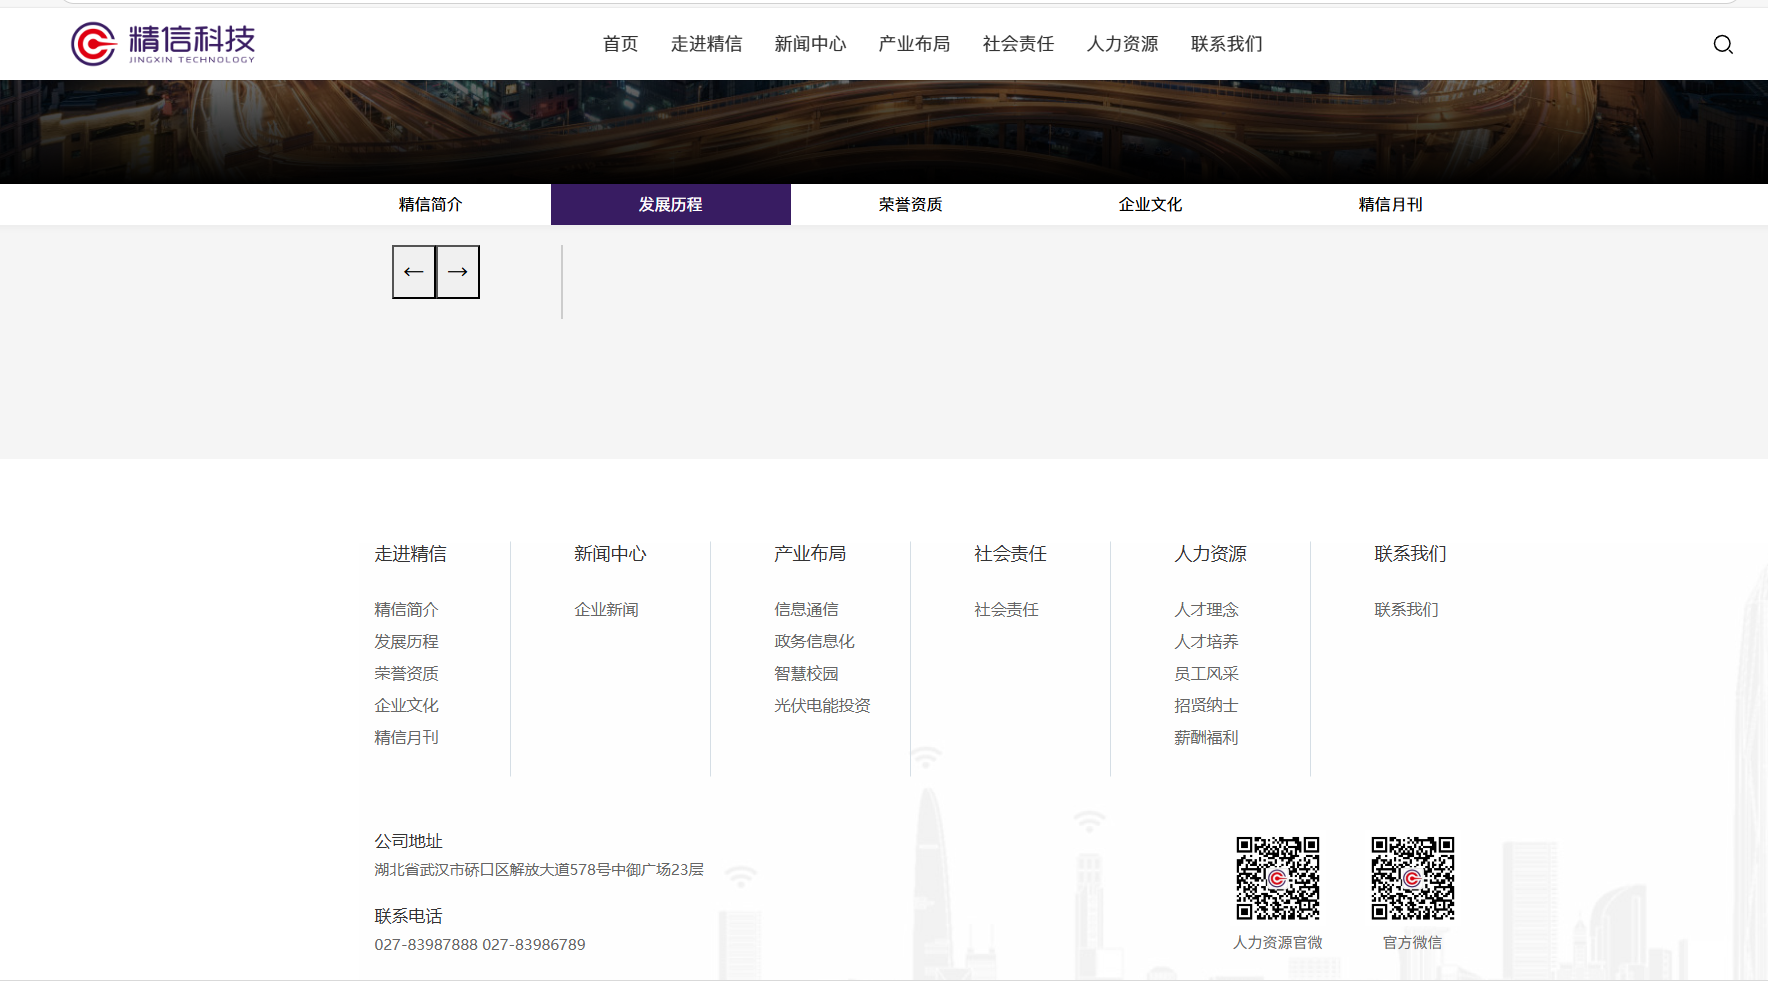 精信科技
JINGXIN TECHNOLOGY
首页 走进精信 新闻中心 产业布局 社会责任 人力资源 联系我们
精信简介 发展历程 荣誉资质 企业文化 精信月刊
← →
走进精信
精信简介
发展历程
荣誉资质
企业文化
精信月刊
新闻中心
企业新闻
产业布局
信息通信
政务信息化
智慧校园
光伏电能投资
社会责任
社会责任
人力资源
人才理念
人才培养
员工风采
招贤纳士
薪酬福利
联系我们
联系我们
公司地址
湖北省武汉市硚口区解放大道578号中御广场23层
联系电话
027-83987888 027-83986789
人力资源官微
官方微信